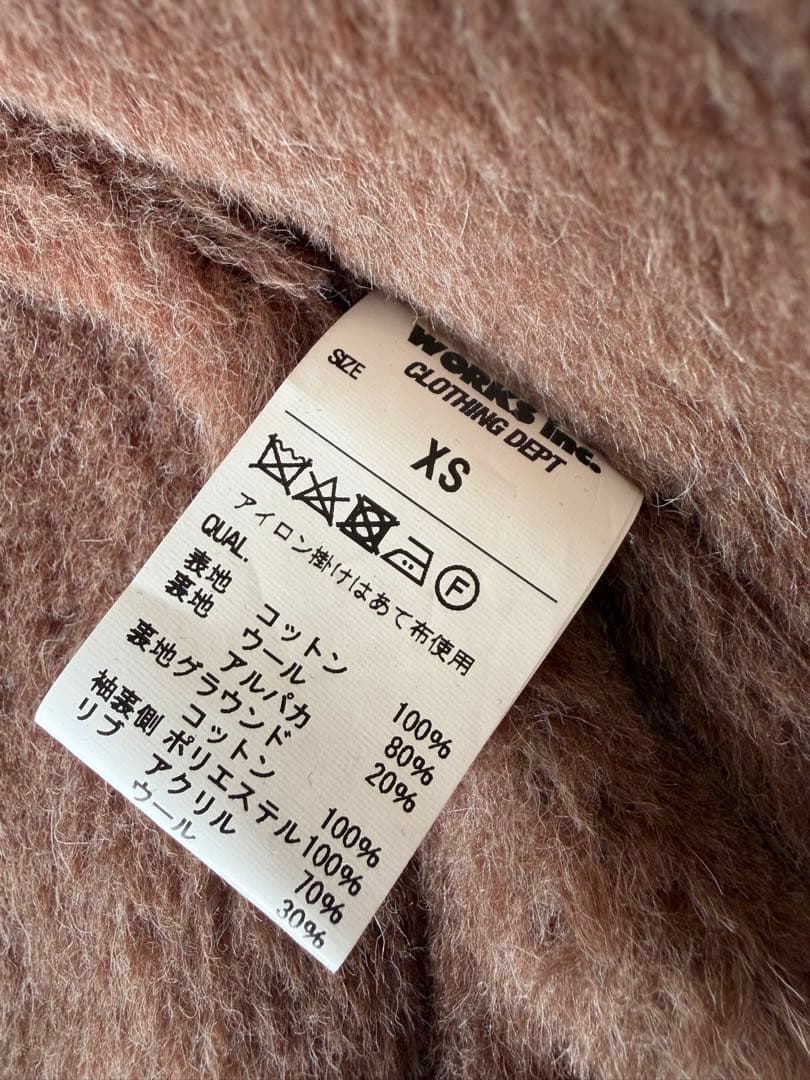 WORKS inc.
CLOTHING DEPT
SIZE
XS
F
アイロン掛けはあて布使用
QUAL.
表地 コットン 100%
裏地 ウール 80%
アルパカ 20%
裏地グラウンド
コットン 100%
袖裏側 ポリエステル 100%
リブ アクリル 70%
ウール 30%